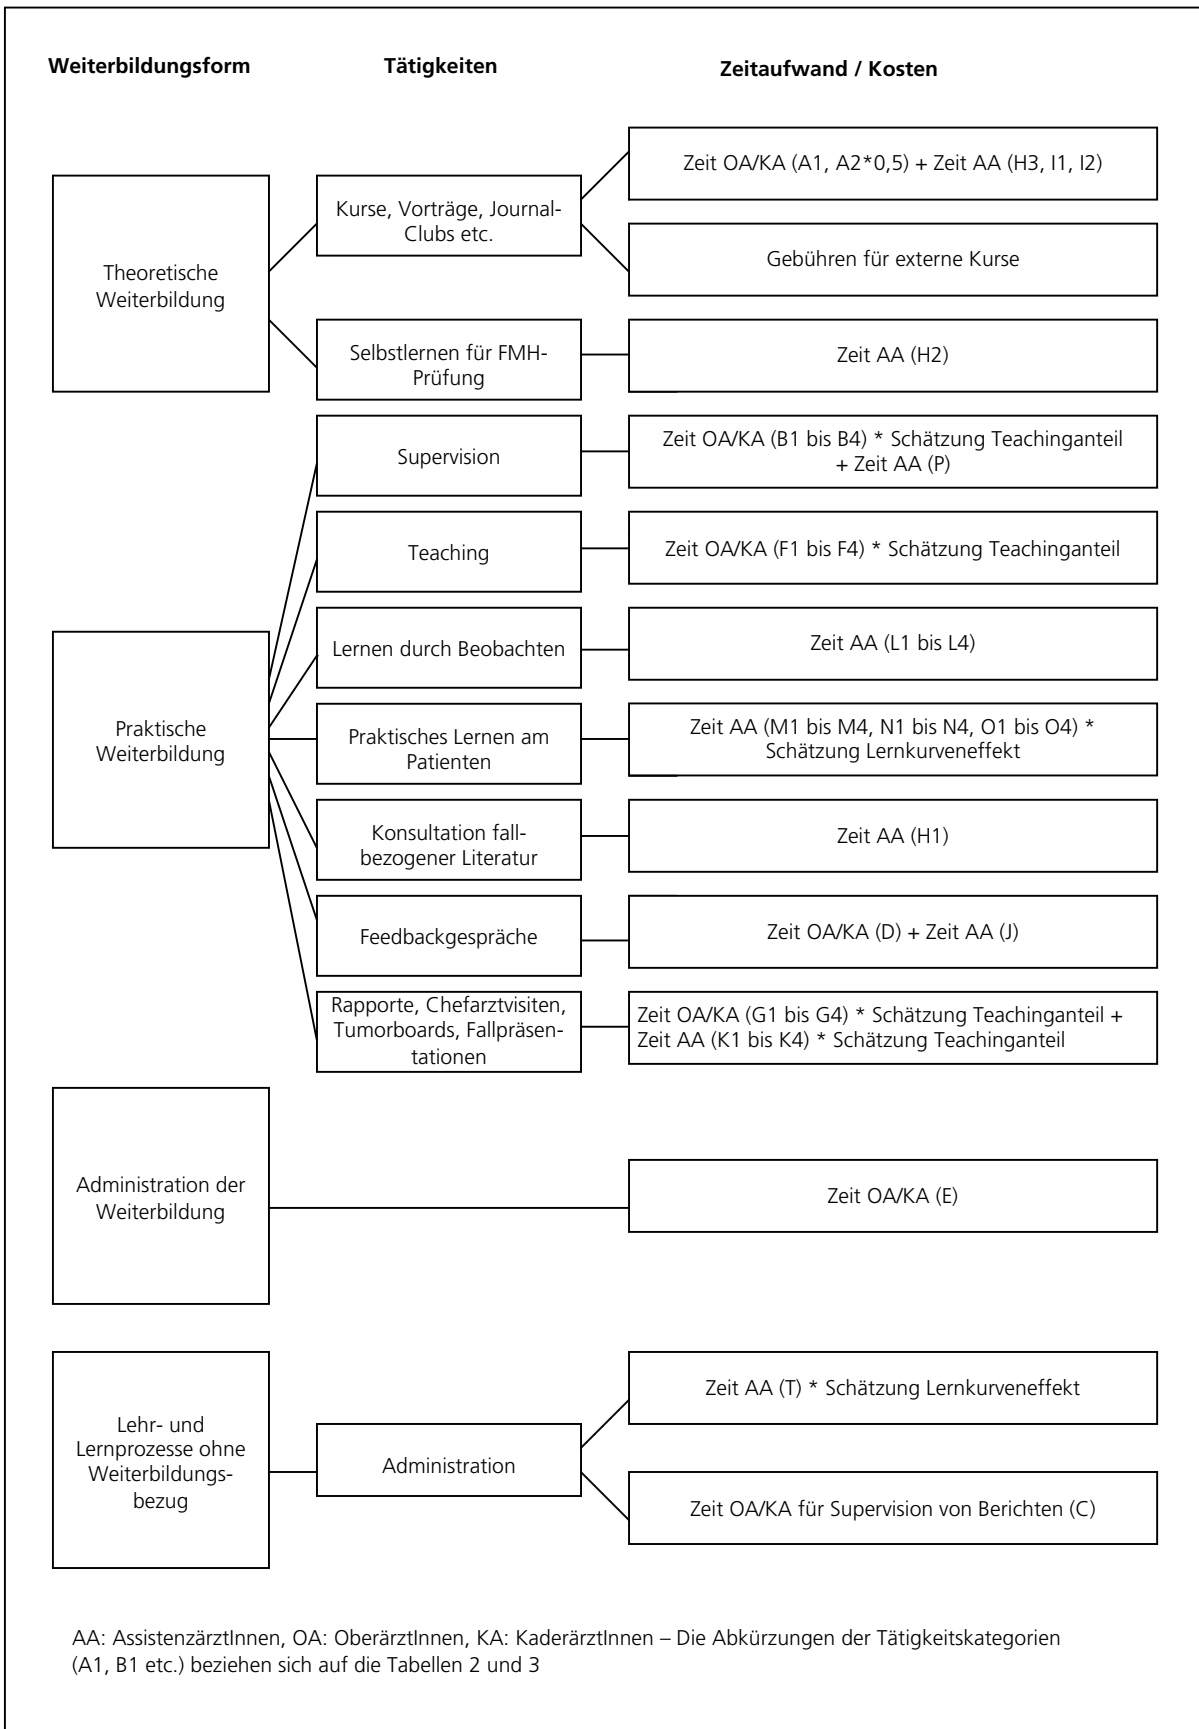 Weiterbildungsform
Tätigkeiten
Zeitaufwand / Kosten
Theoretische
Weiterbildung
Kurse, Vorträge, Journal-
Clubs etc.
Zeit OA/KA (A1, A2*0,5) + Zeit AA (H3, I1, I2)
Gebühren für externe Kurse
Selbstlernen für FMH-
Prüfung
Zeit AA (H2)
Praktische
Weiterbildung
Supervision
Zeit OA/KA (B1 bis B4) * Schätzung Teachinganteil
+ Zeit AA (P)
Teaching
Zeit OA/KA (F1 bis F4) * Schätzung Teachinganteil
Lernen durch Beobachten
Zeit AA (L1 bis L4)
Praktisches Lernen am
Patienten
Zeit AA (M1 bis M4, N1 bis N4, O1 bis O4) *
Schätzung Lernkurveneffekt
Konsultation fall-
bezogener Literatur
Zeit AA (H1)
Feedbackgespräche
Zeit OA/KA (D) + Zeit AA (J)
Rapporte, Chefarztvisiten,
Tumorboards, Fallpräsen-
tationen
Zeit OA/KA (G1 bis G4) * Schätzung Teachinganteil +
Zeit AA (K1 bis K4) * Schätzung Teachinganteil
Administration der
Weiterbildung
Zeit OA/KA (E)
Lehr- und
Lernprozesse ohne
Weiterbildungs-
bezug
Administration
Zeit AA (T) * Schätzung Lernkurveneffekt
Zeit OA/KA für Supervision von Berichten (C)
AA: AssistenzärztInnen, OA: OberärztInnen, KA: KaderärztInnen – Die Abkürzungen der Tätigkeitskategorien
(A1, B1 etc.) beziehen sich auf die Tabellen 2 und 3